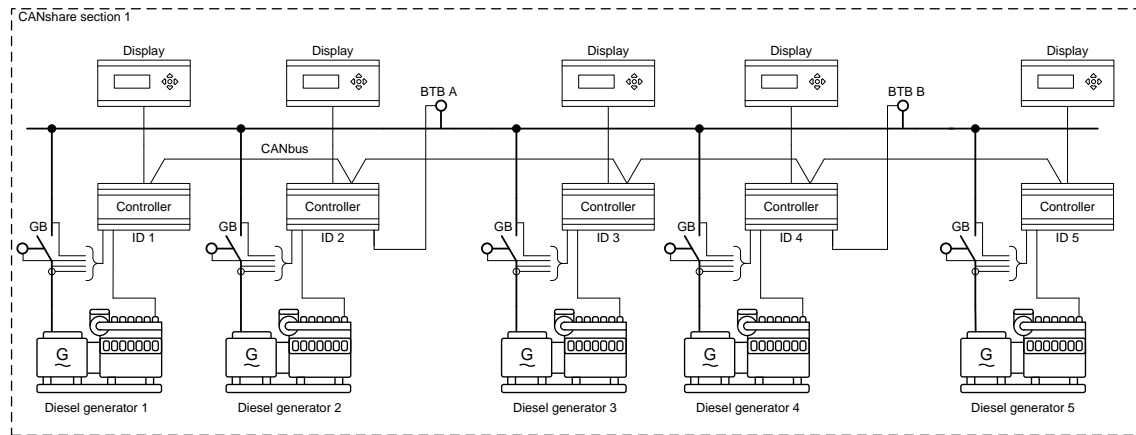 CANshare section 1
Display
Display
Display
Display
Display
BTB A
BTB B
CANbus
Controller
Controller
Controller
Controller
Controller
GB
GB
GB
GB
GB
ID 1
ID 2
ID 3
ID 4
ID 5
G
G
G
G
G
Diesel generator 1
Diesel generator 2
Diesel generator 3
Diesel generator 4
Diesel generator 5